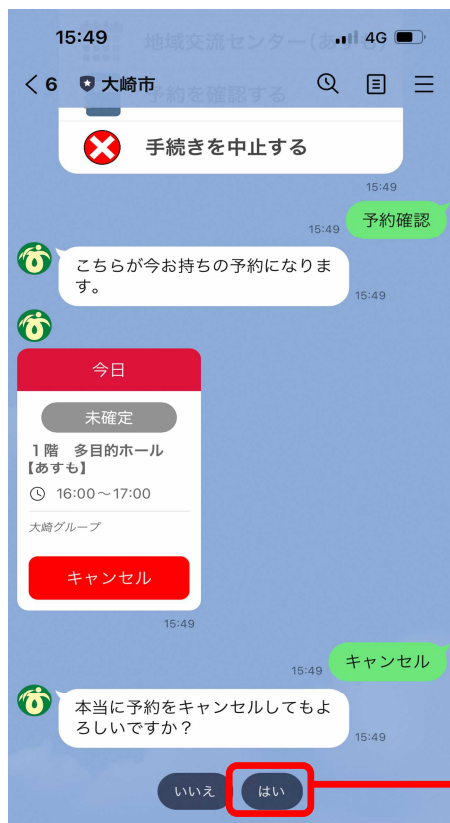 15:49
4G
地域交流センター(あすも)
6
大崎市
予約を確認する
手続きを中止する
15:49
15:49
予約確認
こちらが今お持ちの予約になりま
す。
15:49
今日
未確定
1階 多目的ホール
【あすも】
16:00~17:00
大崎グループ
キャンセル
15:49
15:49
キャンセル
本当に予約をキャンセルしてもよ
ろしいですか?
15:49
いいえ
はい